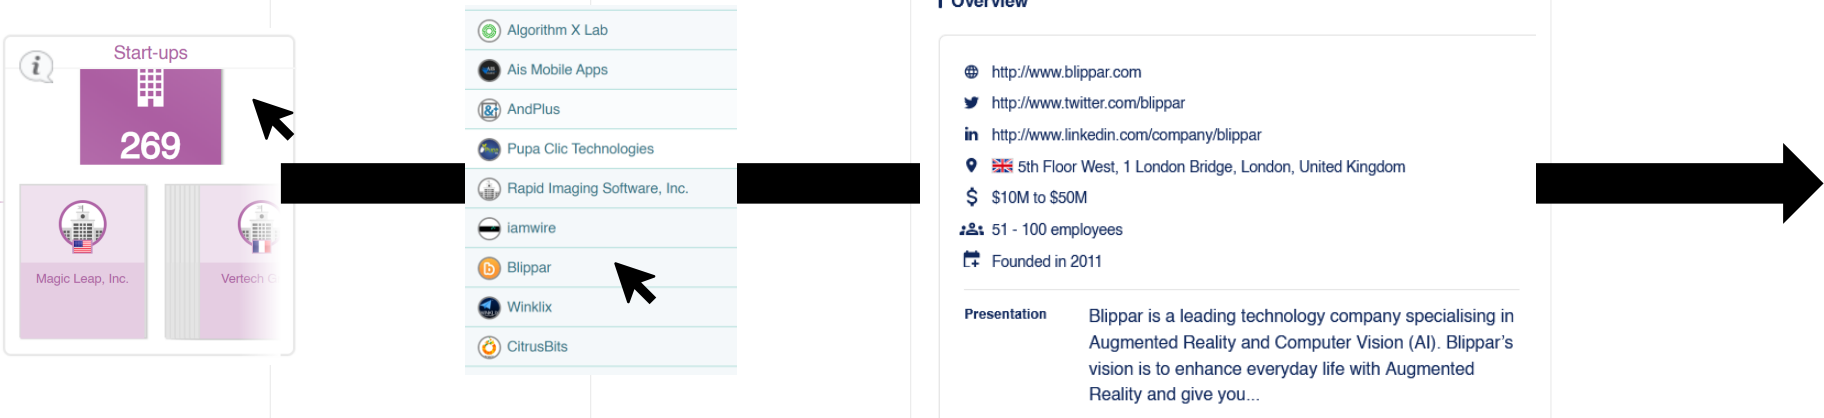 Start-ups
269
Magic Leap, Inc.
Vertech
Algorithm X Lab
Ais Mobile Apps
AndPlus
Pupa Clic Technologies
Rapid Imaging Software, Inc.
iamwire
Blippar
Winklix
CitrusBits
Overview
http://www.blippar.com
http://www.twitter.com/blippar
http://www.linkedin.com/company/blippar
5th Floor West, 1 London Bridge, London, United Kingdom
$10M to $50M
51 - 100 employees
Founded in 2011
Presentation
Blippar is a leading technology company specialising in
Augmented Reality and Computer Vision (AI). Blippar’s
vision is to enhance everyday life with Augmented
Reality and give you...